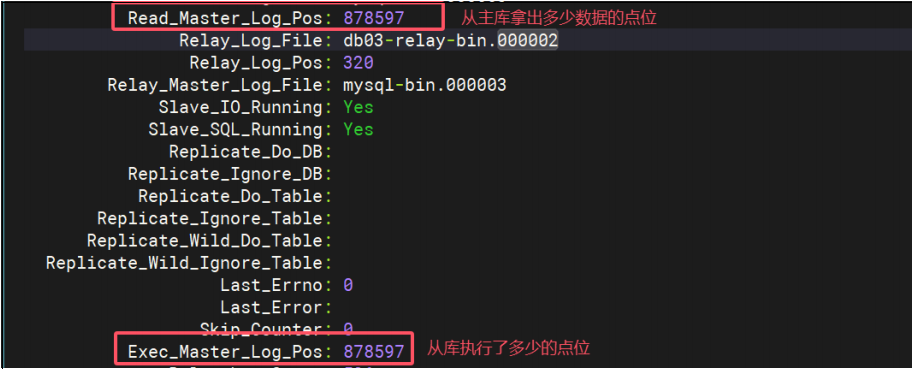 Read_Master_Log_Pos: 878597 从主库拿出多少数据的点位
Relay_Log_File: db03-relay-bin.000002
Relay_Log_Pos: 320
Relay_Master_Log_File: mysql-bin.000003
Slave_IO_Running: Yes
Slave_SQL_Running: Yes
Replicate_Do_DB:
Replicate_Ignore_DB:
Replicate_Do_Table:
Replicate_Ignore_Table:
Replicate_Wild_Do_Table:
Replicate_Wild_Ignore_Table:
Last_Errno: 0
Last_Error:
Skip_Counter: 0
Exec_Master_Log_Pos: 878597 从库执行了多少的点位